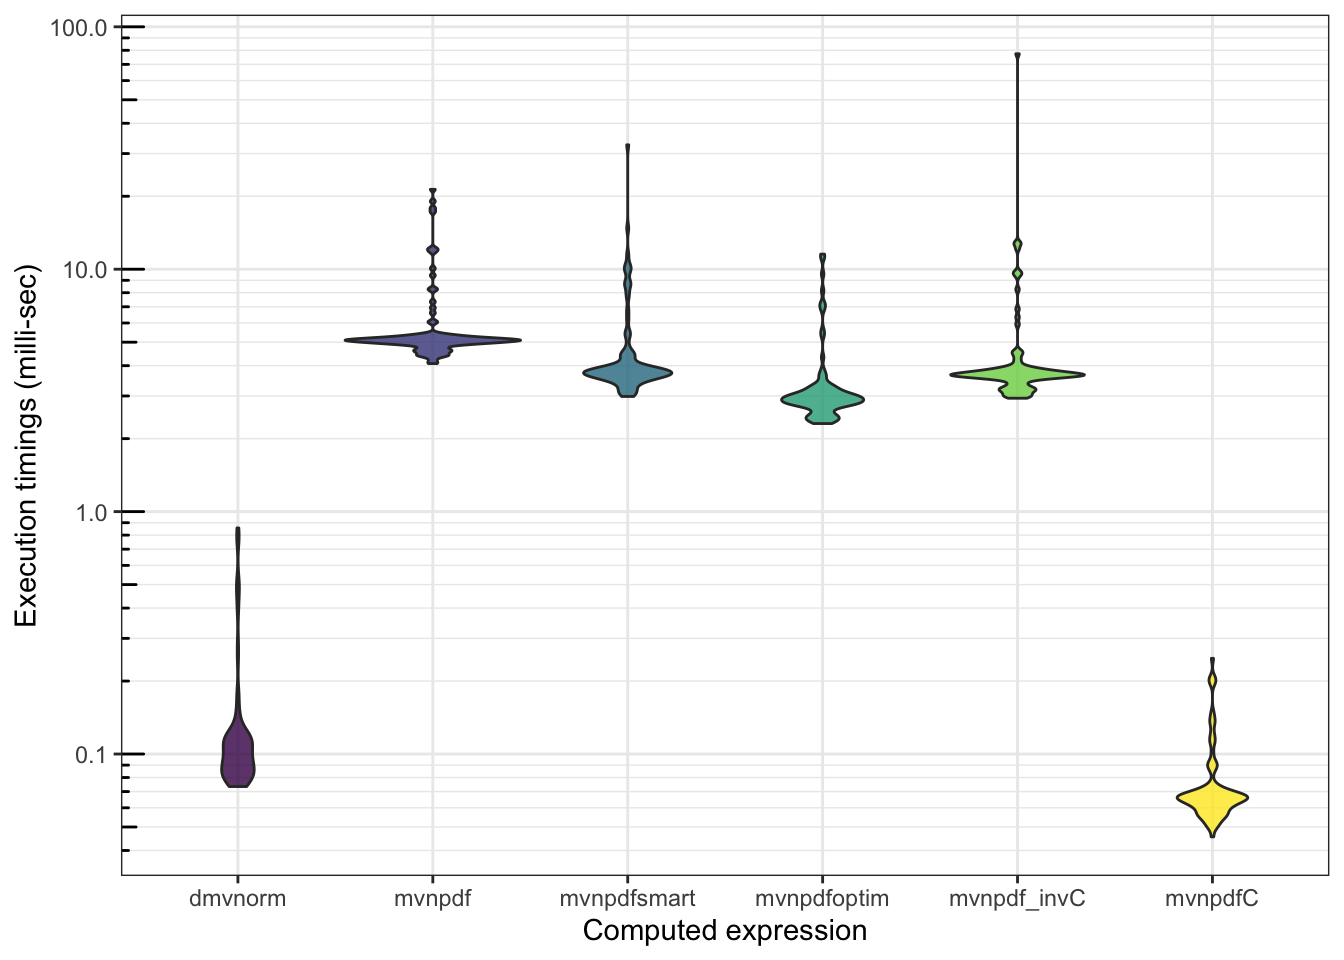 100.0
10.0
1.0
0.1
Execution timings (milli-sec)
dmvnorm
mvnpdf
mvnpdfsmart
mvnpdfoptim
mvnpdf_invC
mvnpdfC
Computed expression